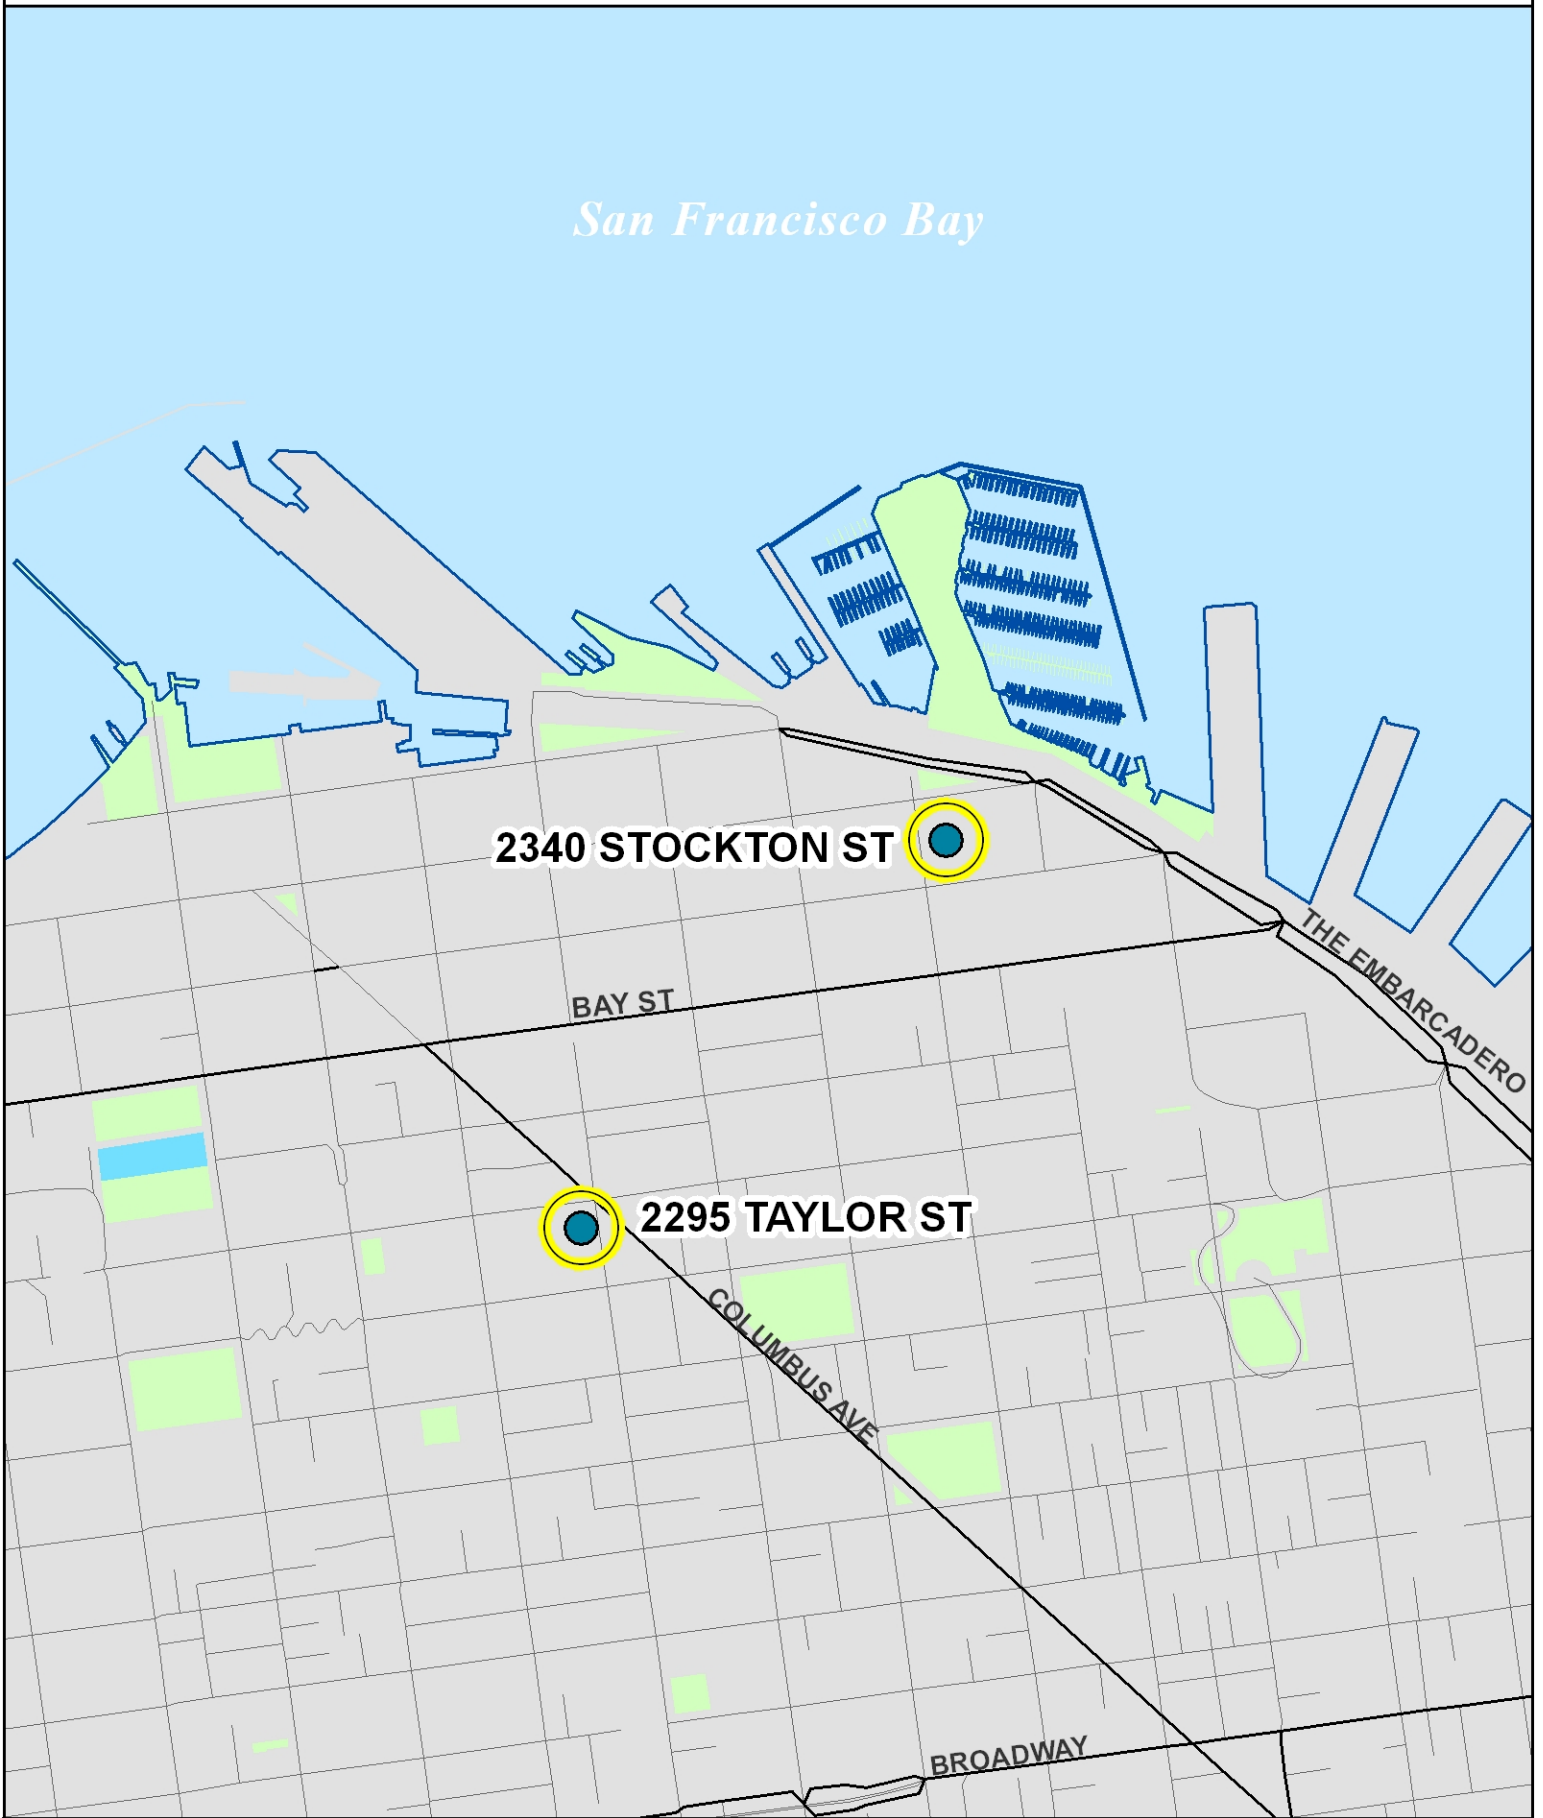 San Francisco Bay
2340 STOCKTON ST
THE EMBARCADERO
BAY ST
2295 TAYLOR ST
COLUMBUS AVE
BROADWAY